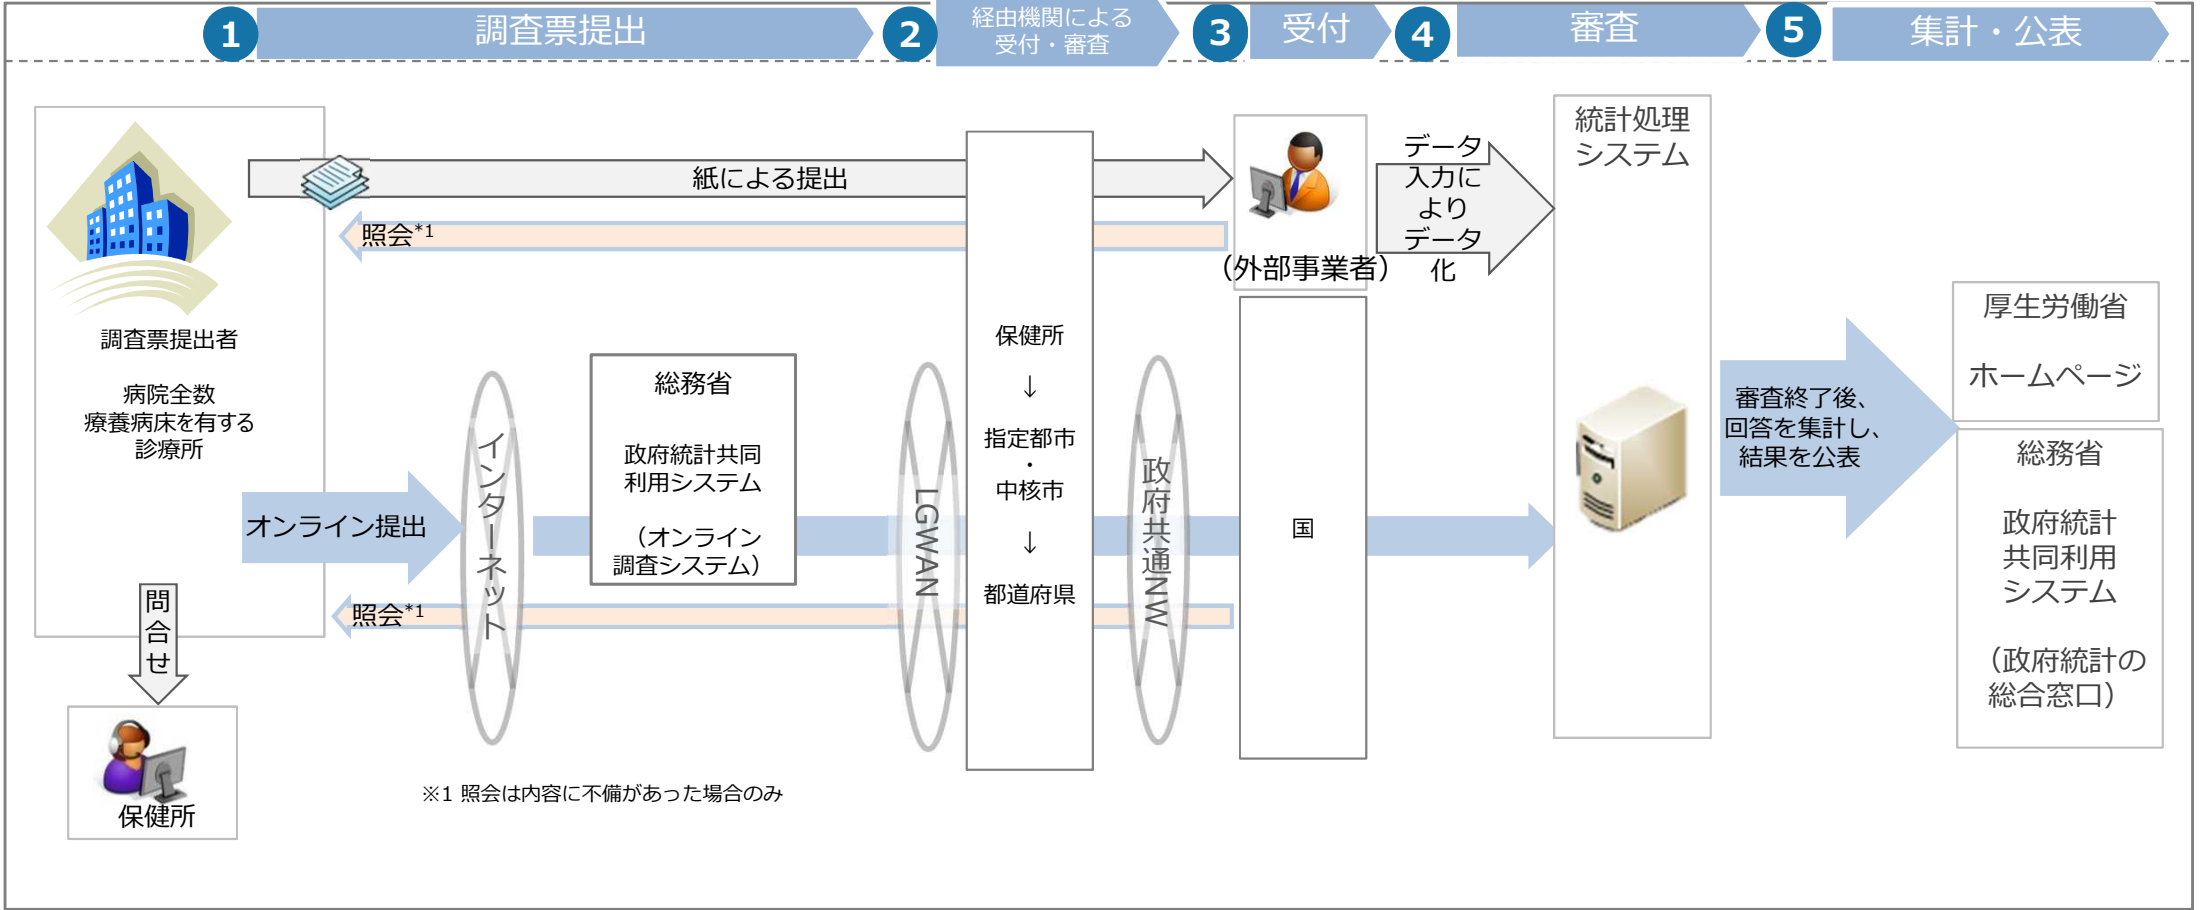 1
調査票提出
2
経由機関による
受付・審査
3
受付
4
審査
5
集計・公表
紙による提出
照会*1
調査票提出者
病院全数
療養病床を有する
診療所
オンライン提出
照会*1
問合せ
保健所
インターネット
総務省
政府統計共同
利用システム
（オンライン
調査システム）
LGWAN
保健所
↓
指定都市
・
中核市
↓
都道府県
政府共通NW
（外部事業者）
国
データ
入力に
より
データ
化
統計処理
システム
審査終了後、
回答を集計し、
結果を公表
厚生労働省
ホームページ
総務省
政府統計
共同利用
システム
（政府統計の
総合窓口）
※1 照会は内容に不備があった場合のみ